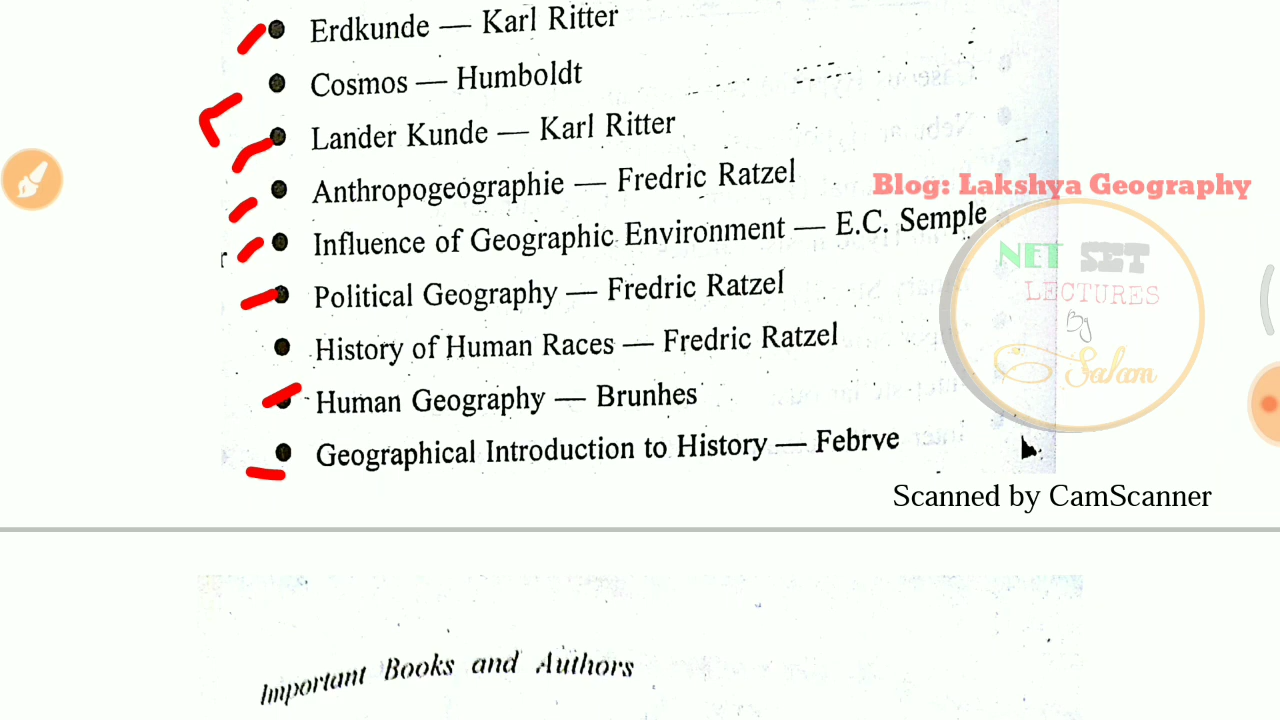 Erdkunde — Karl Ritter
Cosmos — Humboldt
Lander Kunde — Karl Ritter
Anthropogeographie — Fredric Ratzel
Blog: Lakshya Geography
Influence of Geographic Environment — E.C. Semple
NET SET
LECTURES
By
Salam
Political Geography — Fredric Ratzel
History of Human Races — Fredric Ratzel
Human Geography — Brunhes
Geographical Introduction to History — Febrve
Scanned by CamScanner
Important Books and Authors